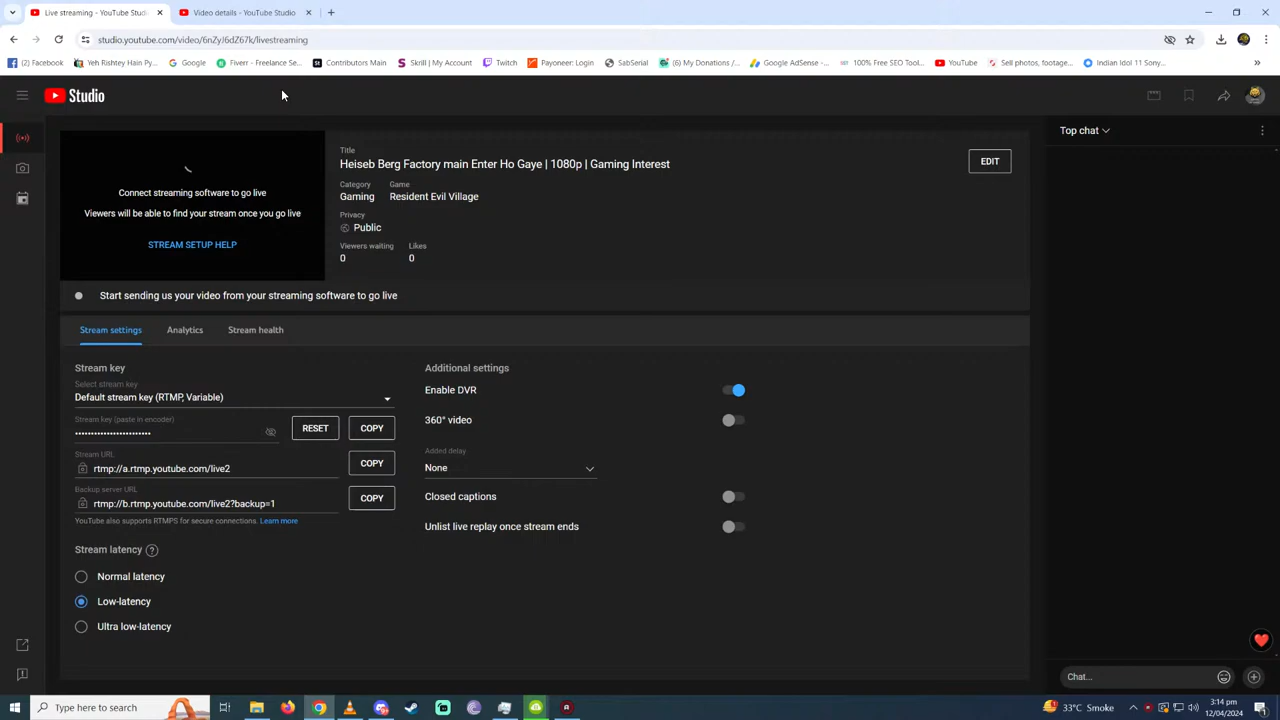 Live streaming - YouTube Studi
Video details - YouTube Studio
studio.youtube.com/video/6nZyJ6dZ67k/livestreaming
(2) Facebook
Yeh Rishtey Hain Py...
Google
Fiverr - Freelance Se...
Contributors Main
Skrill | My Account
Twitch
Payoneer: Login
SabSerial
(6) My Donations /...
Google AdSense -...
100% Free SEO Tool...
YouTube
Sell photos, footage...
Indian Idol 11 Sony...
Studio
Connect streaming software to go live
Viewers will be able to find your stream once you go live
STREAM SETUP HELP
Title
Heiseb Berg Factory main Enter Ho Gaye | 1080p | Gaming Interest
EDIT
Category
Gaming
Game
Resident Evil Village
Privacy
Public
Viewers waiting
0
Likes
0
Start sending us your video from your streaming software to go live
Stream settings
Analytics
Stream health
Stream key
Select stream key
Default stream key (RTMP, Variable)
Stream key (paste in encoder)
••••••••••••••••••••••••
RESET
COPY
Stream URL
rtmp://a.rtmp.youtube.com/live2
COPY
Backup server URL
rtmp://b.rtmp.youtube.com/live2?backup=1
COPY
YouTube also supports RTMPS for secure connections. Learn more
Stream latency
Normal latency
Low-latency
Ultra low-latency
Additional settings
Enable DVR
360° video
Added delay
None
Closed captions
Unlist live replay once stream ends
Top chat
Chat...
Type here to search
33°C Smoke
3:14 pm
12/04/2024